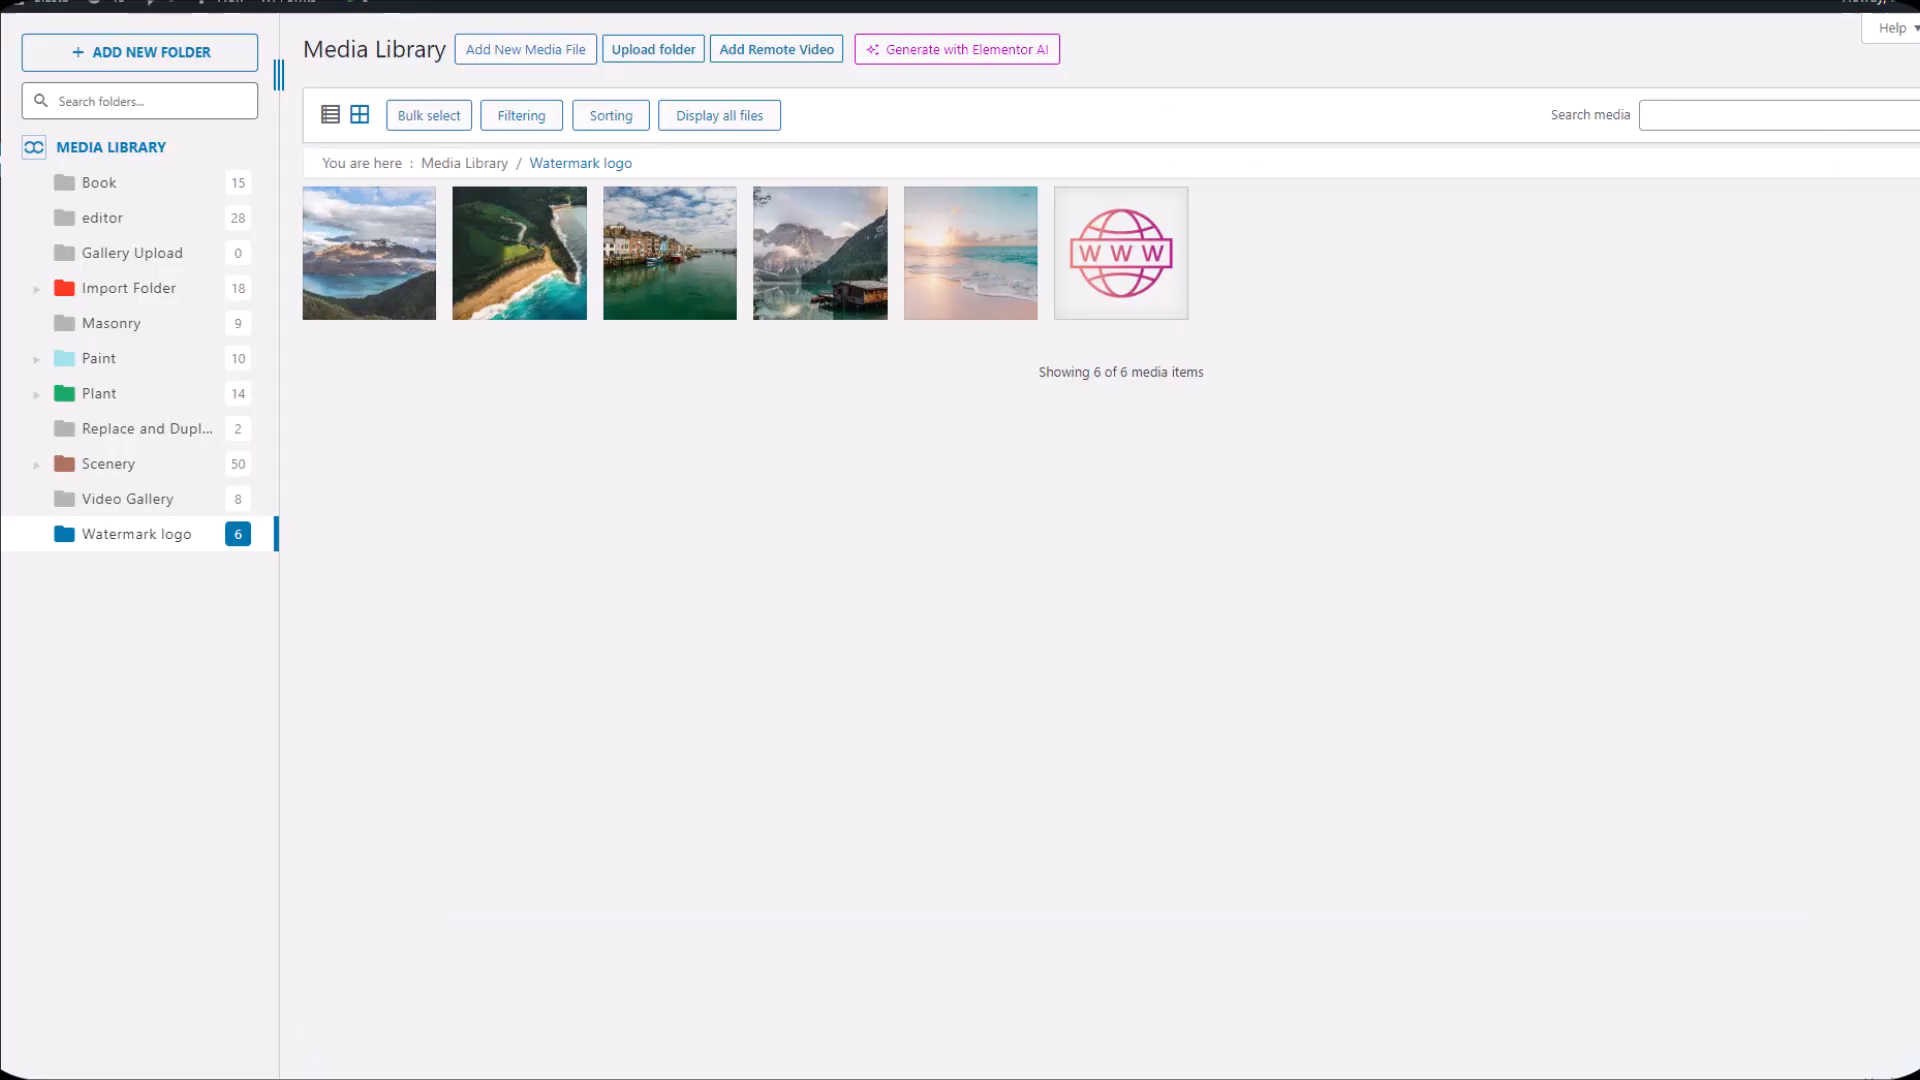 ADD NEW FOLDER
Search folders...
MEDIA LIBRARY
Book 15
editor 28
Gallery Upload 0
Import Folder 18
Masonry 9
Paint 10
Plant 14
Replace and Dupl... 2
Scenery 50
Video Gallery 8
Watermark logo 6
Media Library Add New Media File Upload folder Add Remote Video Generate with Elementor AI
Help
Bulk select Filtering Sorting Display all files Search media
You are here : Media Library / Watermark logo
WWW
Showing 6 of 6 media items